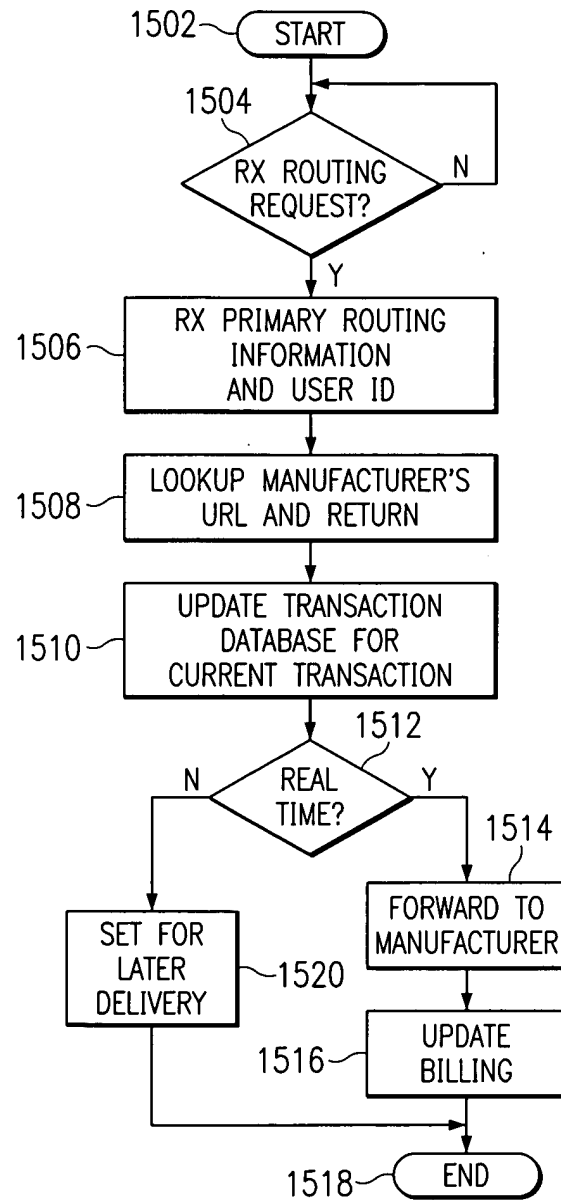 1502
START
1504
RX ROUTING
REQUEST?
N
Y
1506
RX PRIMARY ROUTING
INFORMATION
AND USER ID
1508
LOOKUP MANUFACTURER'S
URL AND RETURN
1510
UPDATE TRANSACTION
DATABASE FOR
CURRENT TRANSACTION
1512
N
REAL
TIME?
Y
1514
FORWARD TO
MANUFACTURER
SET FOR
LATER
DELIVERY
1520
1516
UPDATE
BILLING
1518
END